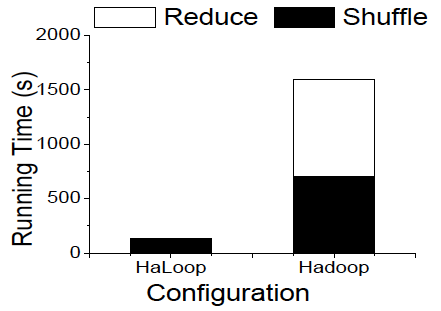 Reduce Shuffle
2000
1500
1000
500
0
Running Time (s)
HaLoop Hadoop
Configuration